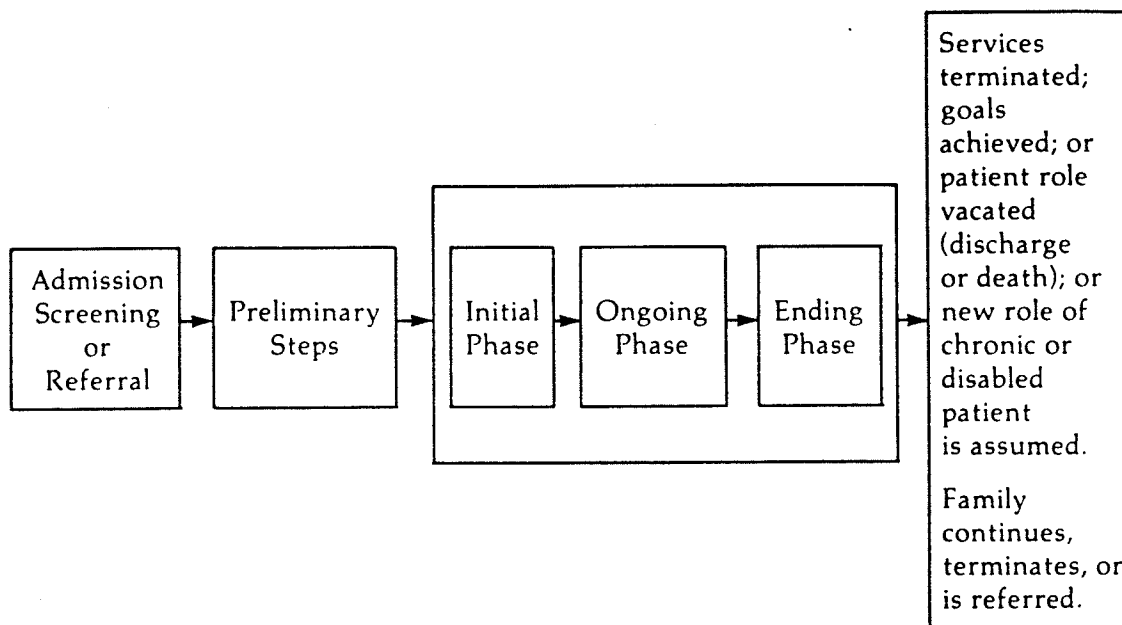 Admission
Screening
or
Referral
Preliminary
Steps
Initial
Phase
Ongoing
Phase
Ending
Phase
Services
terminated;
goals
achieved; or
patient role
vacated
(discharge
or death); or
new role of
chronic or
disabled
patient
is assumed.
Family
continues,
terminates, or
is referred.